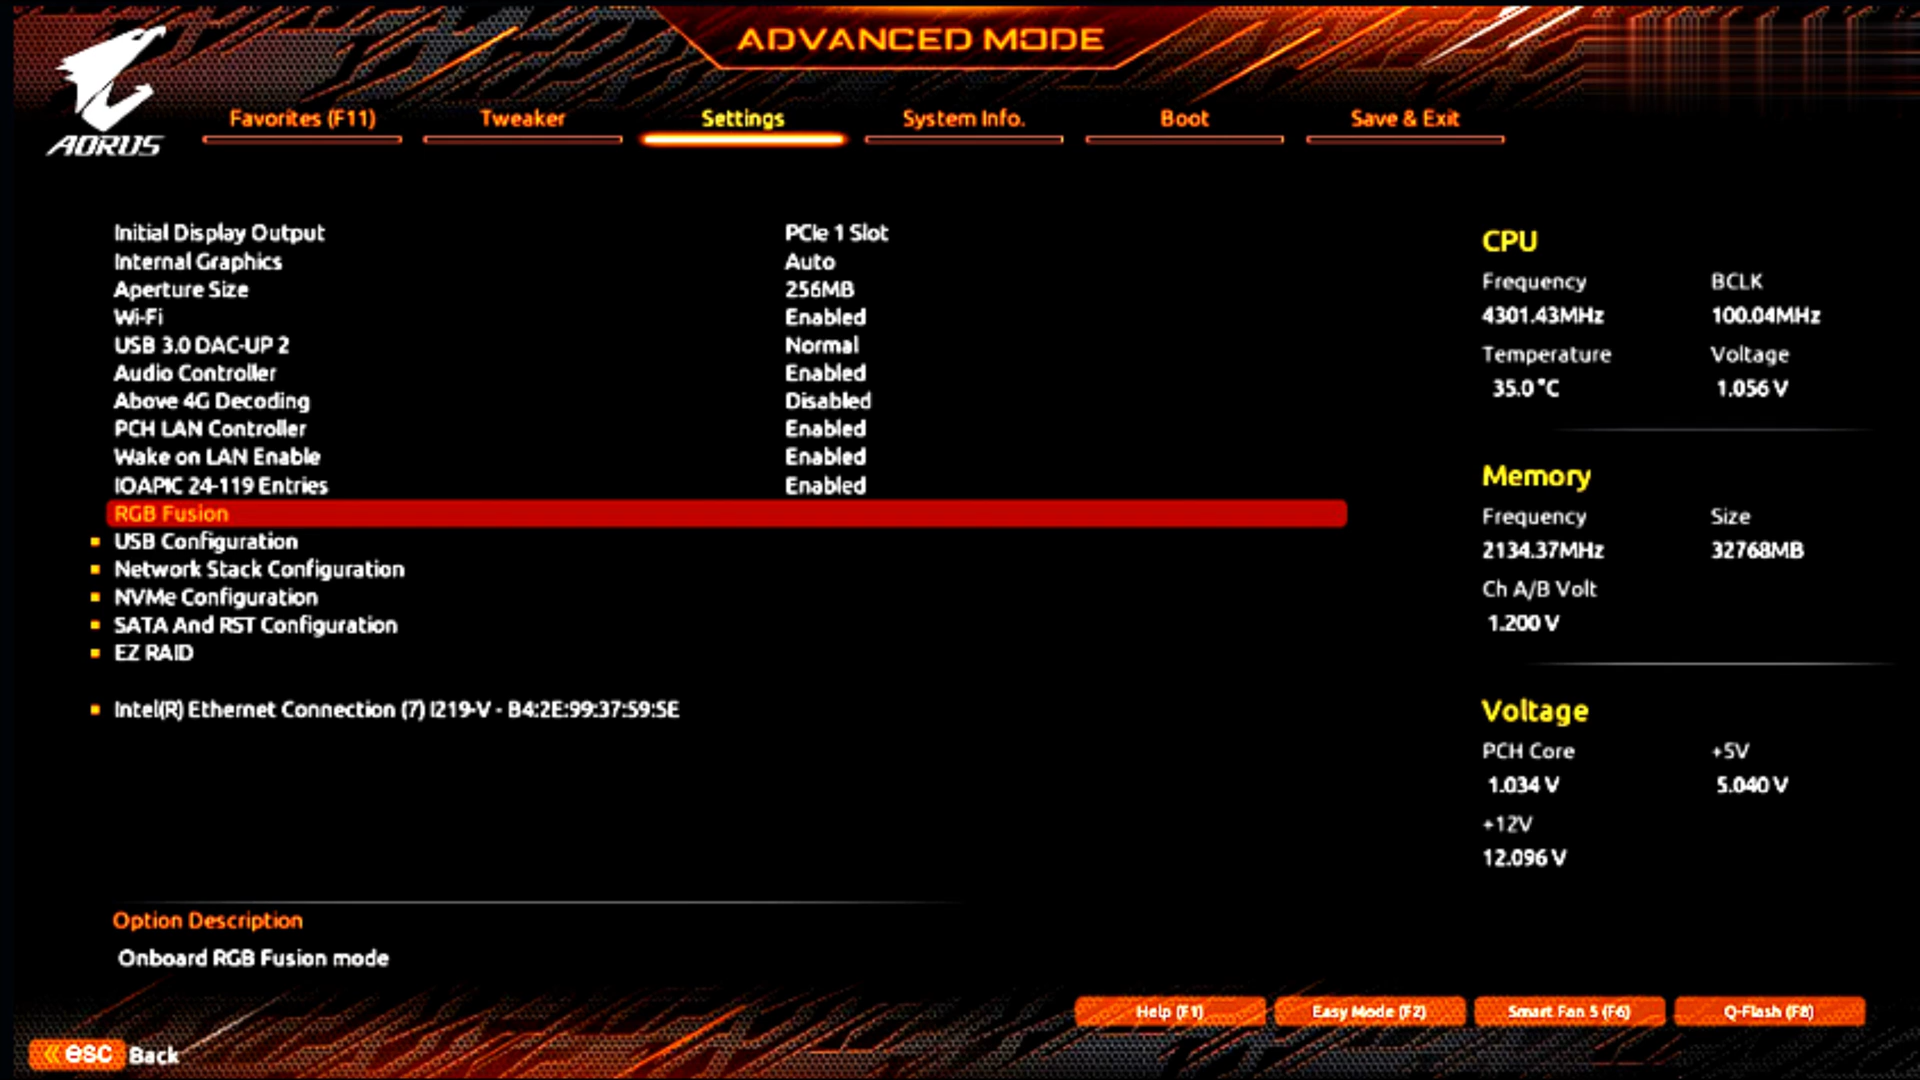 ADVANCED MODE
AORUS
Favorites (F11) Tweaker Settings System Info. Boot Save & Exit
Initial Display Output PCIe 1 Slot
Internal Graphics Auto
Aperture Size 256MB
Wi-Fi Enabled
USB 3.0 DAC-UP 2 Normal
Audio Controller Enabled
Above 4G Decoding Disabled
PCH LAN Controller Enabled
Wake on LAN Enable Enabled
IOAPIC 24-119 Entries Enabled
RGB Fusion
USB Configuration
Network Stack Configuration
NVMe Configuration
SATA And RST Configuration
EZ RAID
Intel(R) Ethernet Connection (7) I219-V - B4:2E:99:37:59:5E
CPU
Frequency BCLK
4301.43MHz 100.04MHz
Temperature Voltage
35.0 °C 1.056 V
Memory
Frequency Size
2134.37MHz 32768MB
Ch A/B Volt
1.200 V
Voltage
PCH Core +5V
1.034 V 5.040 V
+12V
12.096 V
Option Description
Onboard RGB Fusion mode
Help (F1) Easy Mode (F2) Smart Fan 5 (F6) Q-Flash (F8)
« esc Back